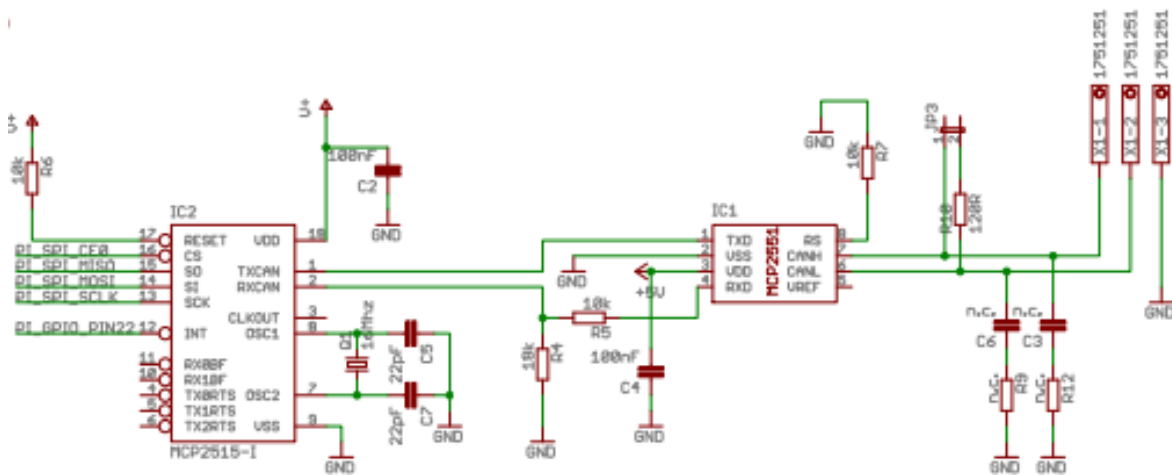 V+
10k
R6
V+
100nF
C2
GND
IC2
17
RESET
VDD
18
PI_SPI_CE0
16
CS
PI_SPI_MISO
15
SO
TXCAN
1
PI_SPI_MOSI
14
SI
RXCAN
2
PI_SPI_SCLK
13
SCK
CLKOUT
3
PI_GPIO_PIN22
12
INT
OSC1
8
11
RX0BF
10
RX1BF
4
TX0RTS
OSC2
7
5
TX1RTS
6
TX2RTS
VSS
9
MCP2515-I
GND
Q1
16Mhz
22pF
C5
22pF
C7
GND
R4
GND
10k
R5
+5V
100nF
C4
GND
GND
IC1
MCP2551
1
TXD
RS
8
2
VSS
CANH
7
3
VDD
CANL
6
4
RXD
VREF
5
GND
10k
R7
JP3
1
2
R10
120R
X1-1
1751251
X1-2
1751251
X1-3
1751251
GND
n.c.
C6
n.c.
C3
n.c.
R9
n.c.
R12
GND
GND